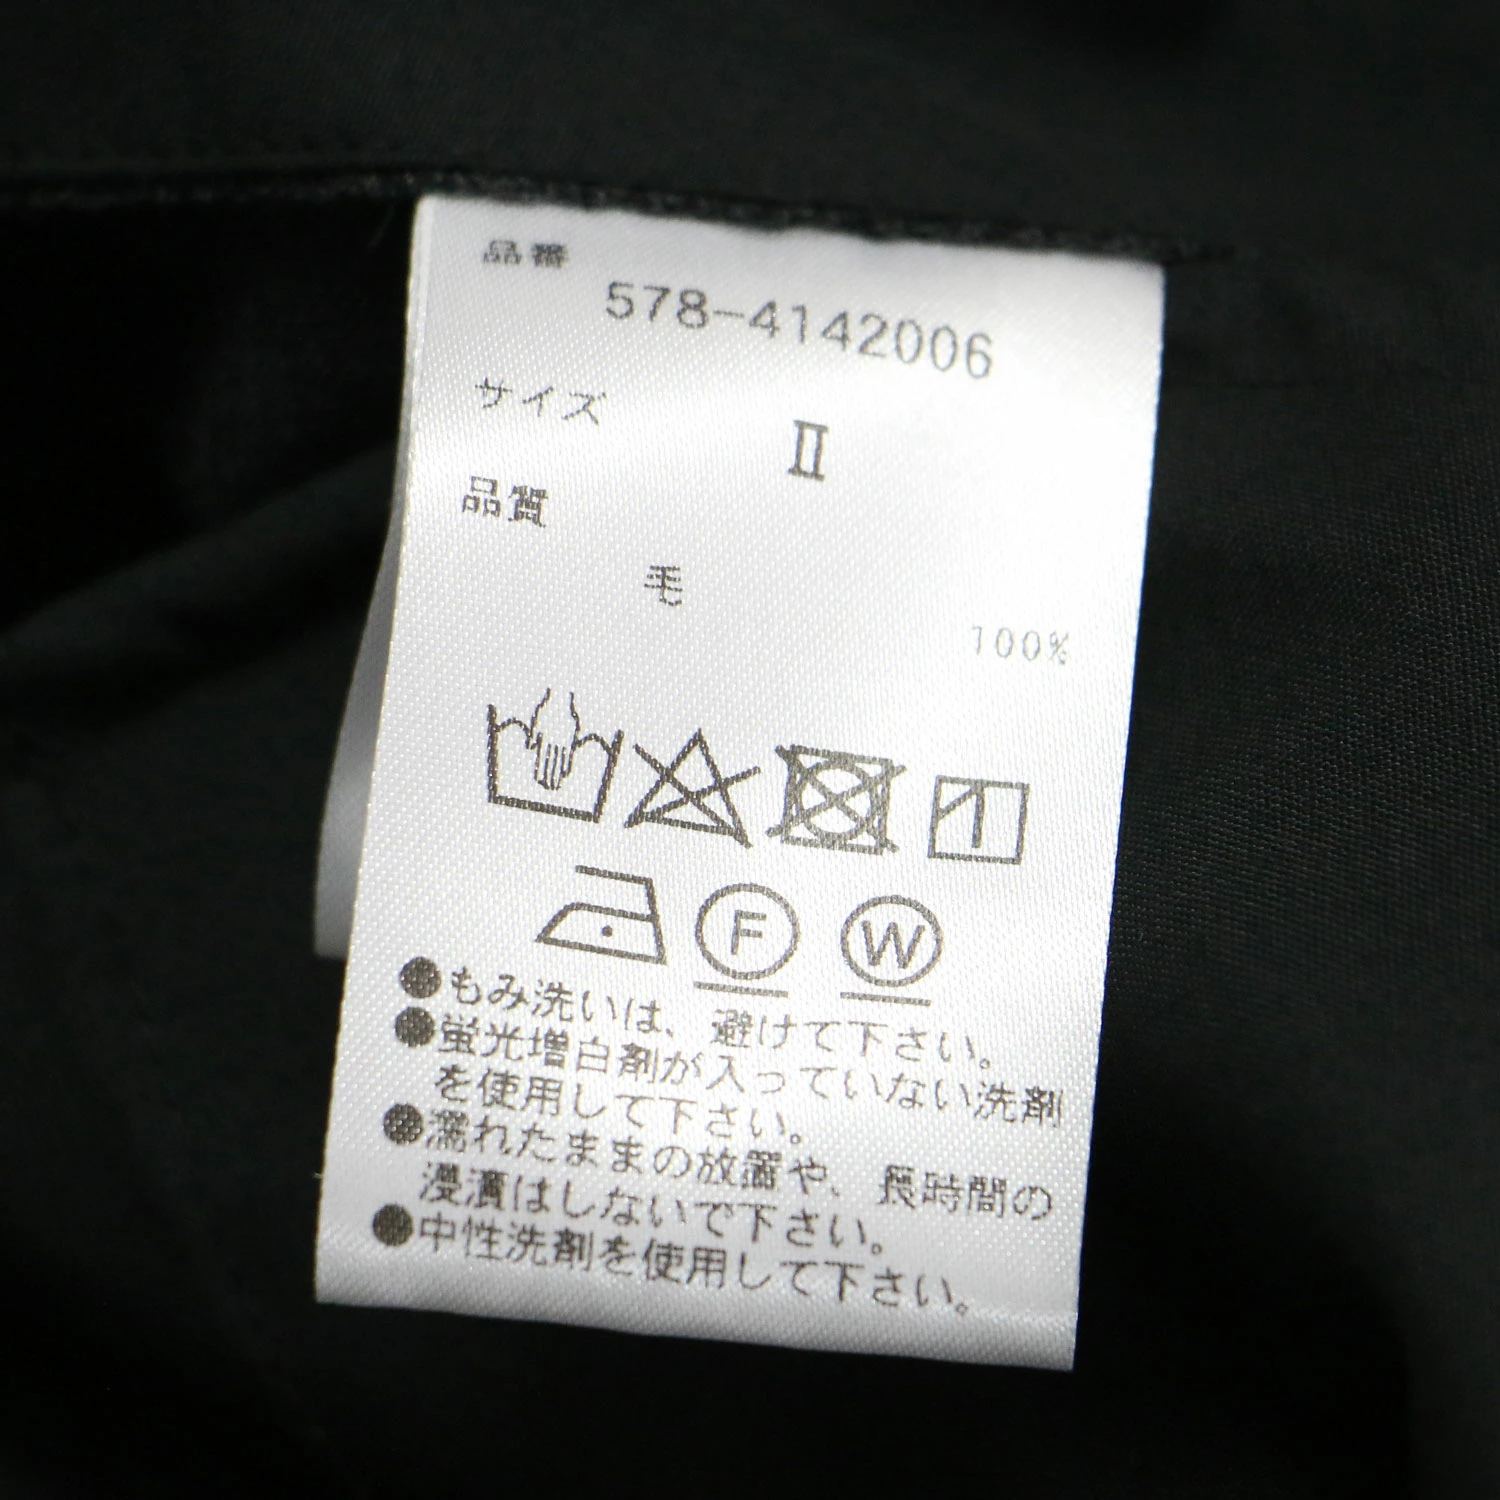 品番
578-4142006
サイズ
Ⅱ
品質
毛
100%
F
W
●もみ洗いは、避けて下さい。
●蛍光増白剤が入っていない洗剤
を使用して下さい。
●濡れたままの放置や、長時間の
浸漬はしないで下さい。
●中性洗剤を使用して下さい。